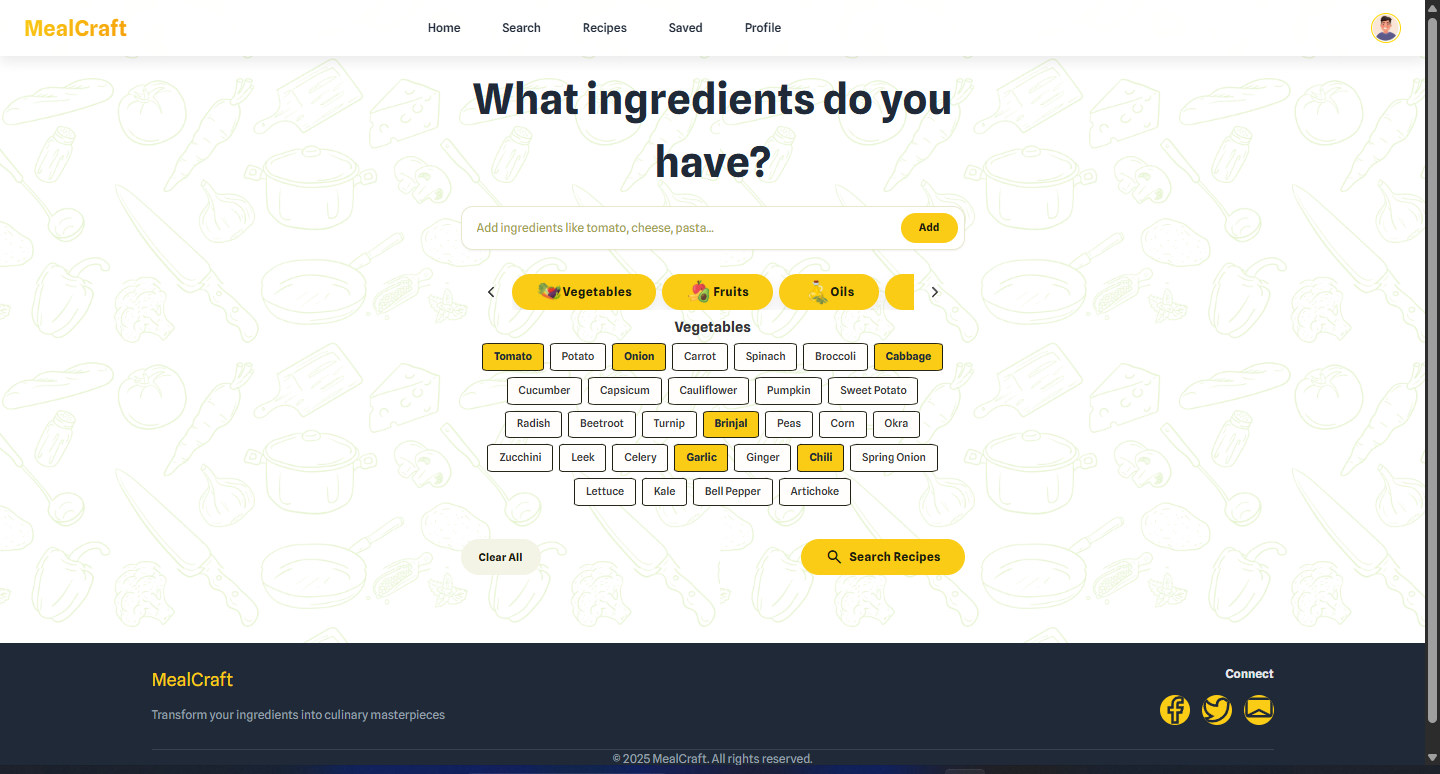 MealCraft Home Search Recipes Saved Profile
What ingredients do you
have?
Add ingredients like tomato, cheese, pasta... Add
Vegetables Fruits Oils
Vegetables
Tomato Potato Onion Carrot Spinach Broccoli Cabbage
Cucumber Capsicum Cauliflower Pumpkin Sweet Potato
Radish Beetroot Turnip Brinjal Peas Corn Okra
Zucchini Leek Celery Garlic Ginger Chili Spring Onion
Lettuce Kale Bell Pepper Artichoke
Clear All Search Recipes
MealCraft Connect
Transform your ingredients into culinary masterpieces
© 2025 MealCraft. All rights reserved.